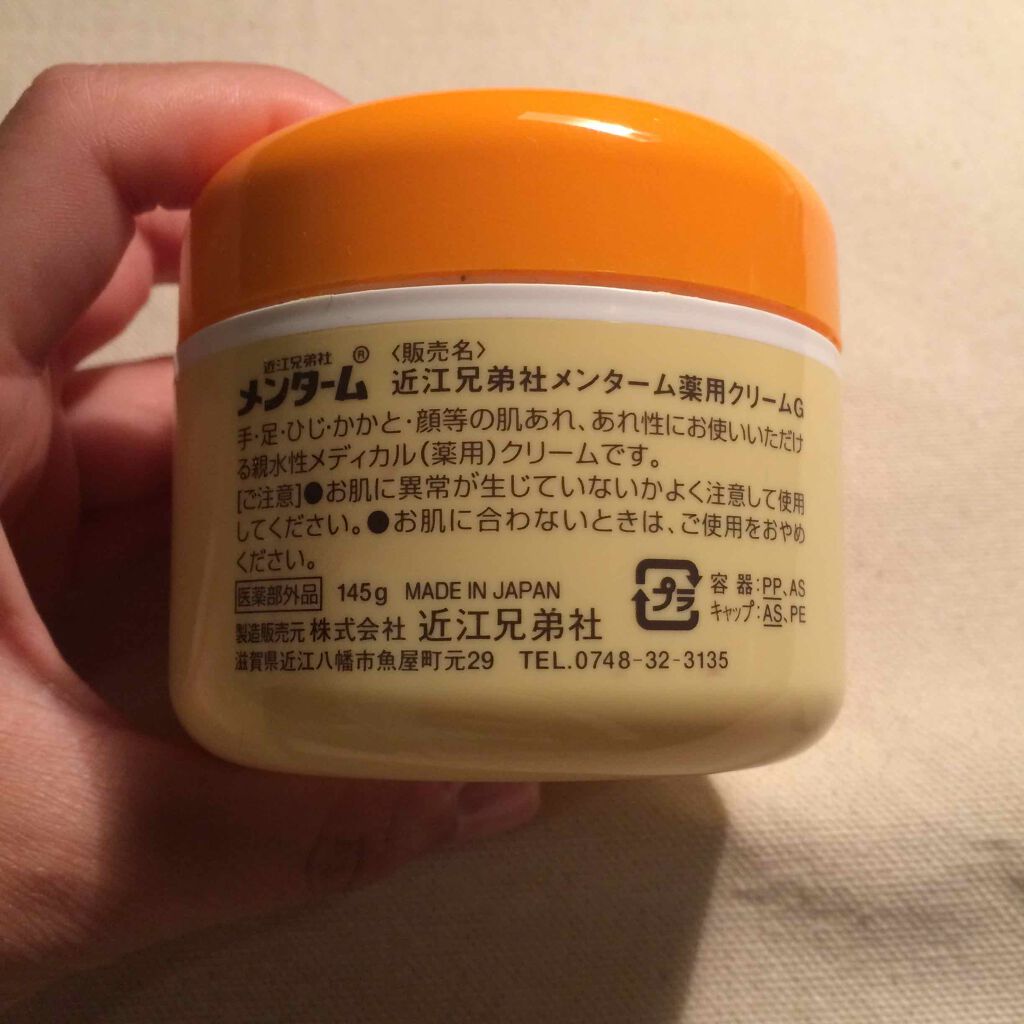 近江兄弟社
メンターム®
〈販売名〉
近江兄弟社メンターム薬用クリームG
手・足・ひじ・かかと・顔等の肌あれ、あれ性にお使いいただけ
る親水性メディカル(薬用)クリームです。
[ご注意]●お肌に異常が生じていないかよく注意して使用
してください。●お肌に合わないときは、ご使用をおやめ
ください。
医薬部外品 145g MADE IN JAPAN
プラ
容器:PP、AS
キャップ:AS、PE
製造販売元 株式会社 近江兄弟社
滋賀県近江八幡市魚屋町元29 TEL.0748-32-3135